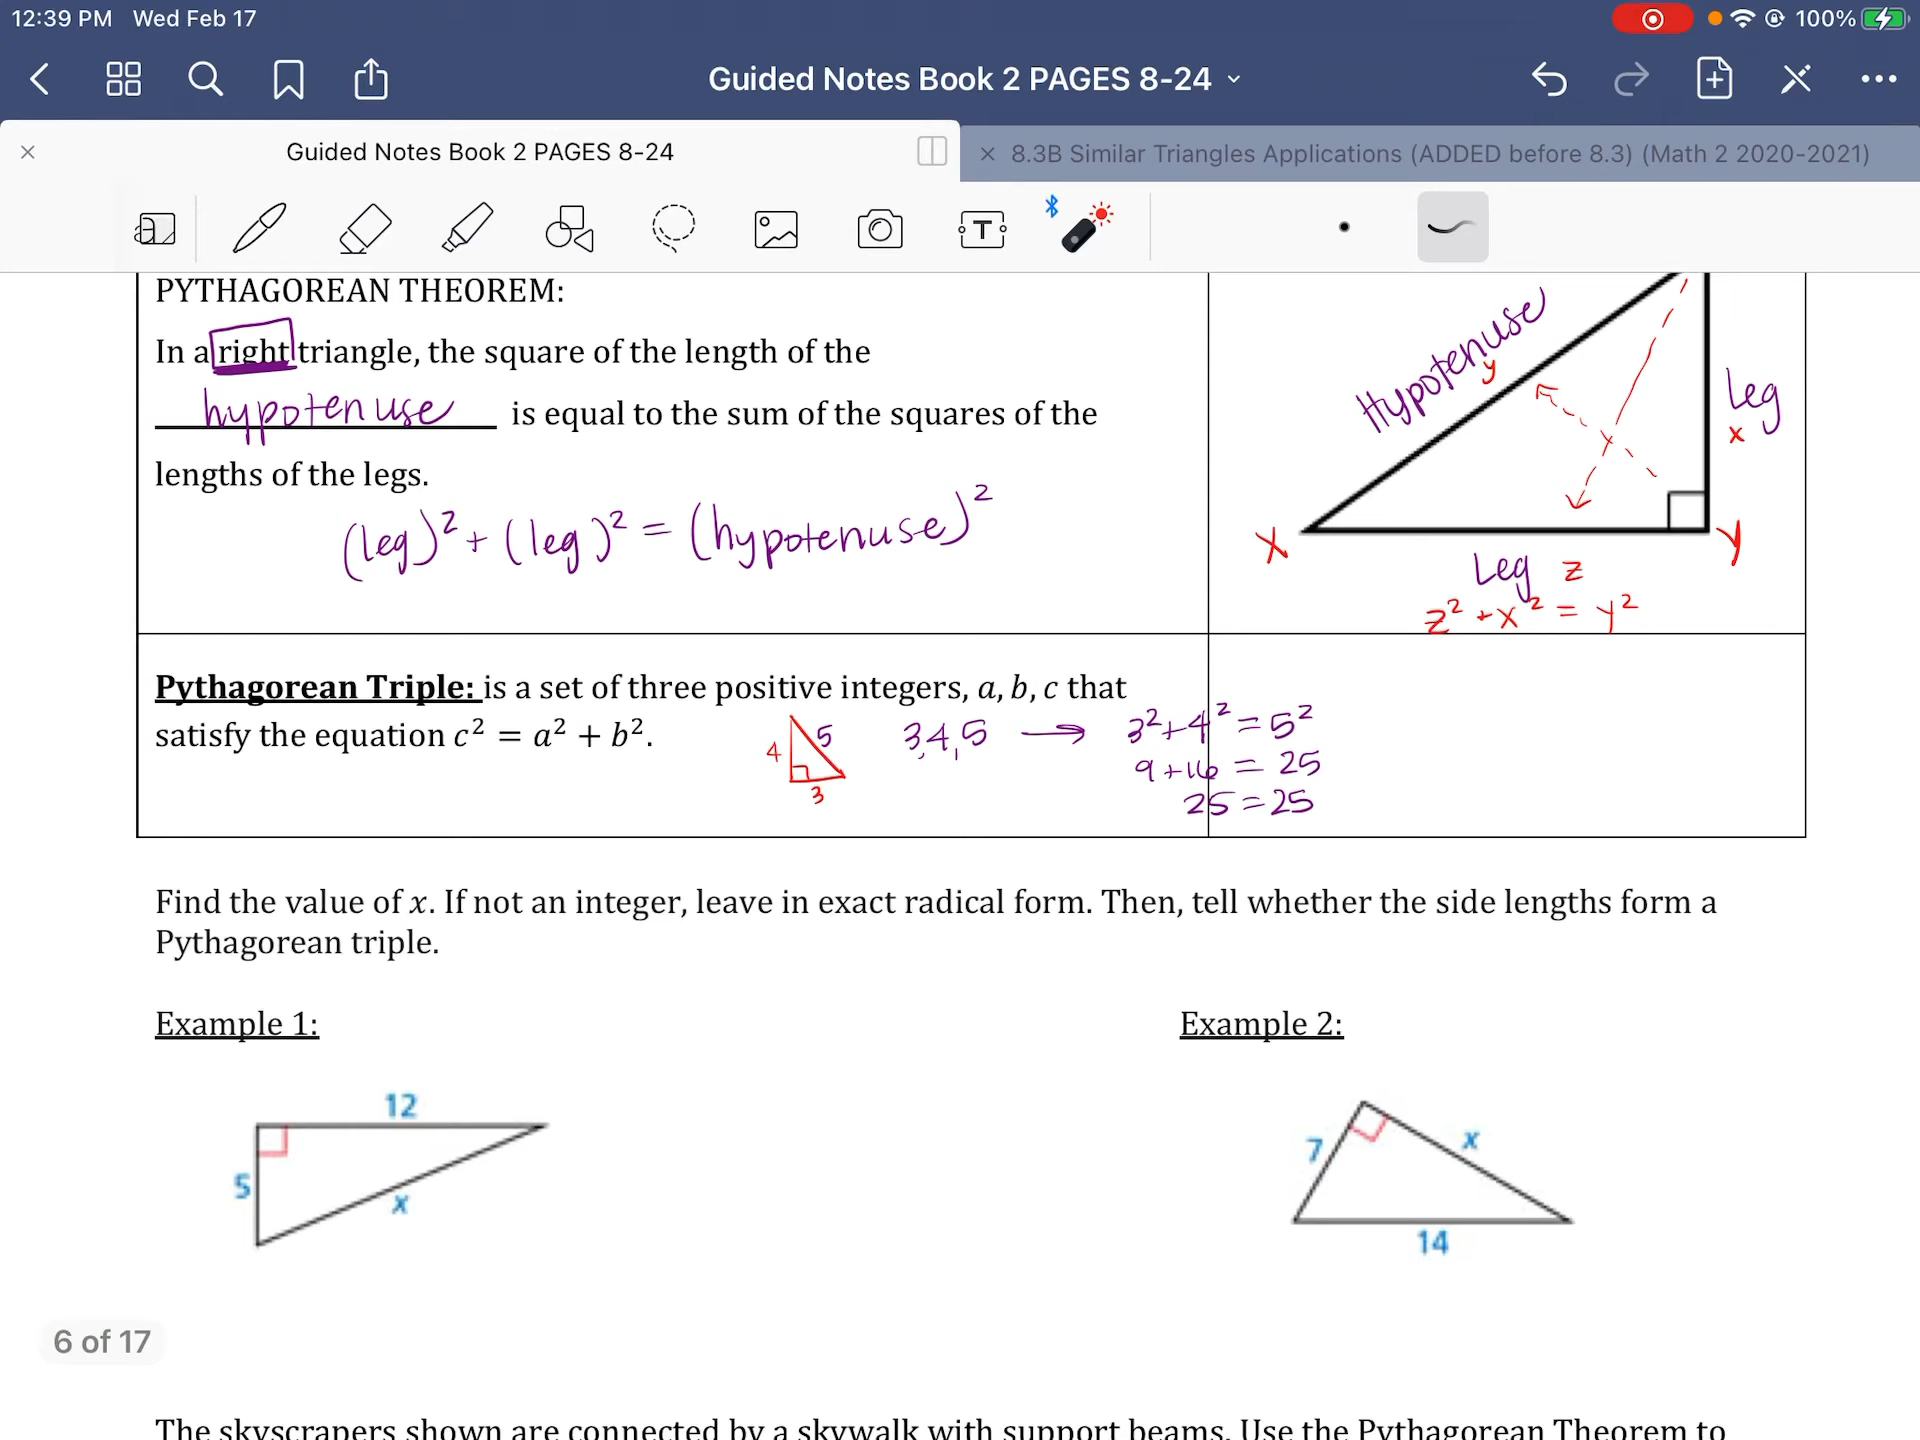 12:39 PM Wed Feb 17
100%
Guided Notes Book 2 PAGES 8-24
Guided Notes Book 2 PAGES 8-24
8.3B Similar Triangles Applications (ADDED before 8.3) (Math 2 2020-2021)
PYTHAGOREAN THEOREM:
In a right triangle, the square of the length of the
hypotenuse is equal to the sum of the squares of the
lengths of the legs.
(leg)² + (leg)² = (hypotenuse)²
Hypotenuse
y
Leg
x
X
y
Leg z
z² + x² = y²
Pythagorean Triple: is a set of three positive integers, a, b, c that
satisfy the equation c² = a² + b².
4
5
3
3,4,5 → 3²+4² = 5²
9+16 = 25
25 = 25
Find the value of x. If not an integer, leave in exact radical form. Then, tell whether the side lengths form a
Pythagorean triple.
Example 1:
12
5
x
Example 2:
7
x
14
6 of 17
The skyscrapers shown are connected by a skywalk with support beams. Use the Pythagorean Theorem to